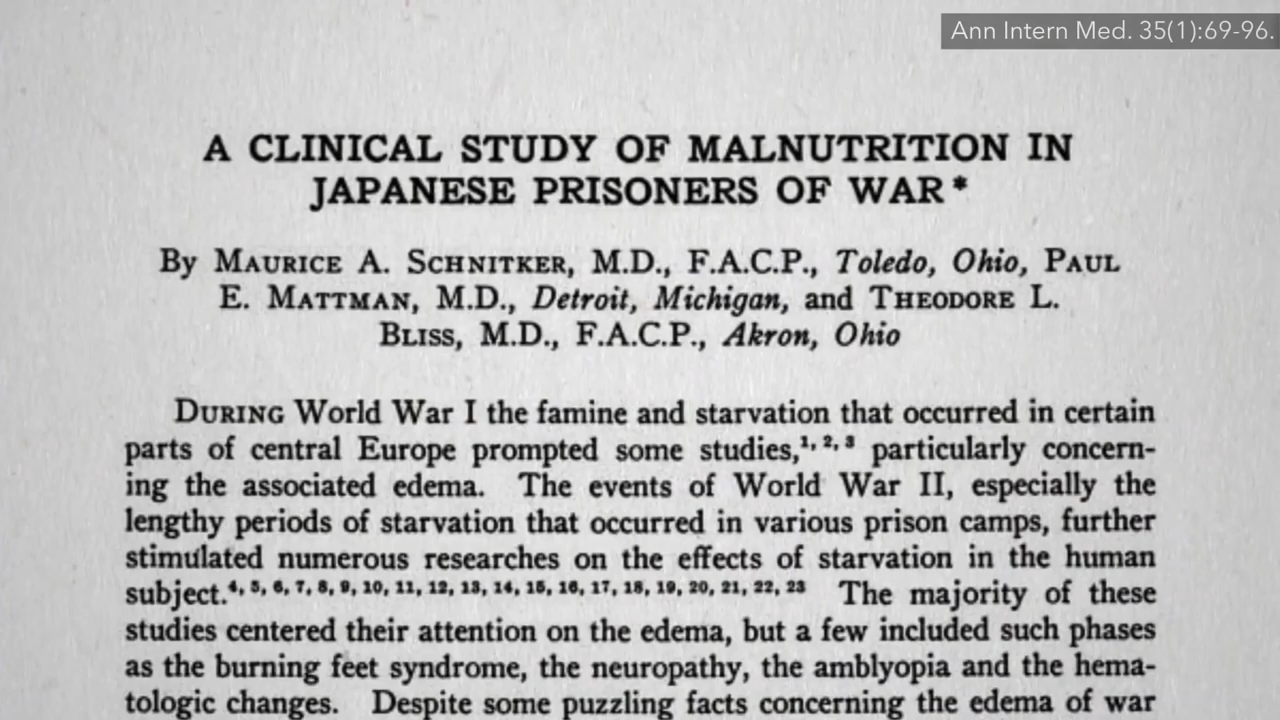 Ann Intern Med. 35(1):69-96.
A CLINICAL STUDY OF MALNUTRITION IN
JAPANESE PRISONERS OF WAR*
By MAURICE A. SCHNITKER, M.D., F.A.C.P., Toledo, Ohio, PAUL
E. MATTMAN, M.D., Detroit, Michigan, and THEODORE L.
BLISS, M.D., F.A.C.P., Akron, Ohio
DURING World War I the famine and starvation that occurred in certain
parts of central Europe prompted some studies,1, 2, 3 particularly concern-
ing the associated edema. The events of World War II, especially the
lengthy periods of starvation that occurred in various prison camps, further
stimulated numerous researches on the effects of starvation in the human
subject.4, 5, 6, 7, 8, 9, 10, 11, 12, 13, 14, 15, 16, 17, 18, 19, 20, 21, 22, 23 The majority of these
studies centered their attention on the edema, but a few included such phases
as the burning feet syndrome, the neuropathy, the amblyopia and the hema-
tologic changes. Despite some puzzling facts concerning the edema of war